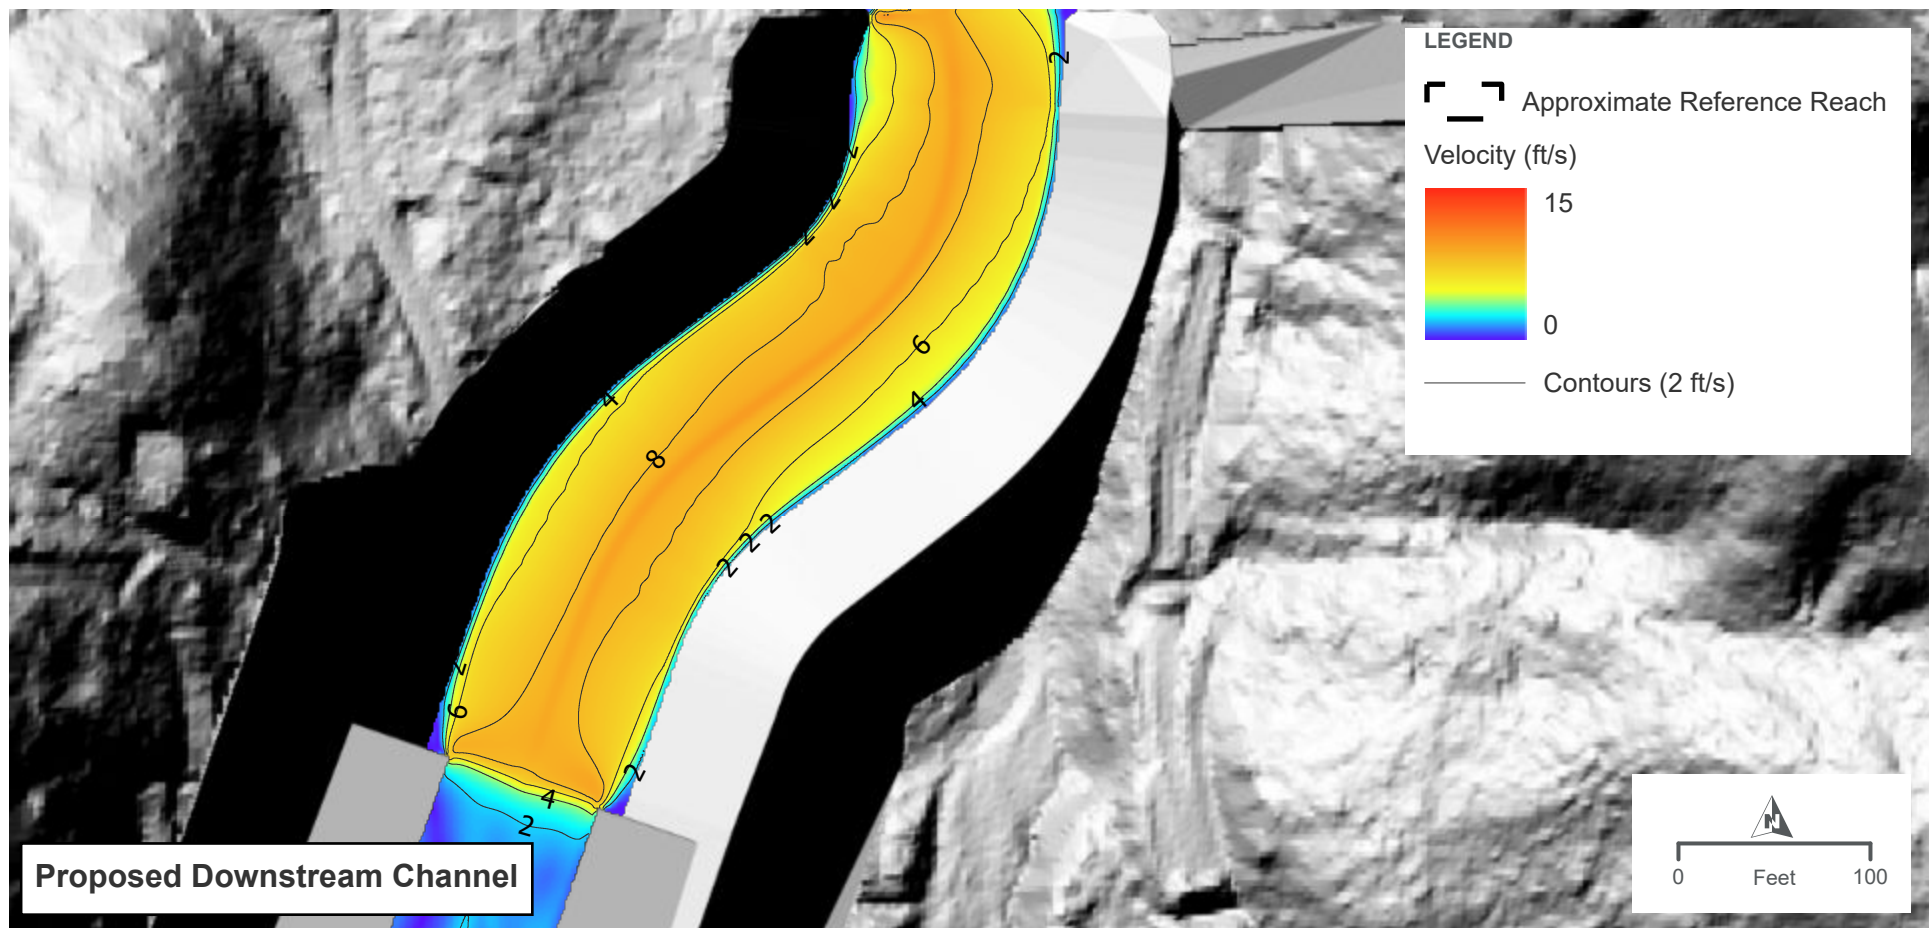 LEGEND
Approximate Reference Reach
Velocity (ft/s)
15
0
Contours (2 ft/s)
2
2
2
2
4
6
4
8
2
2
2
2
6
2
4
2
Proposed Downstream Channel
N
0 Feet 100